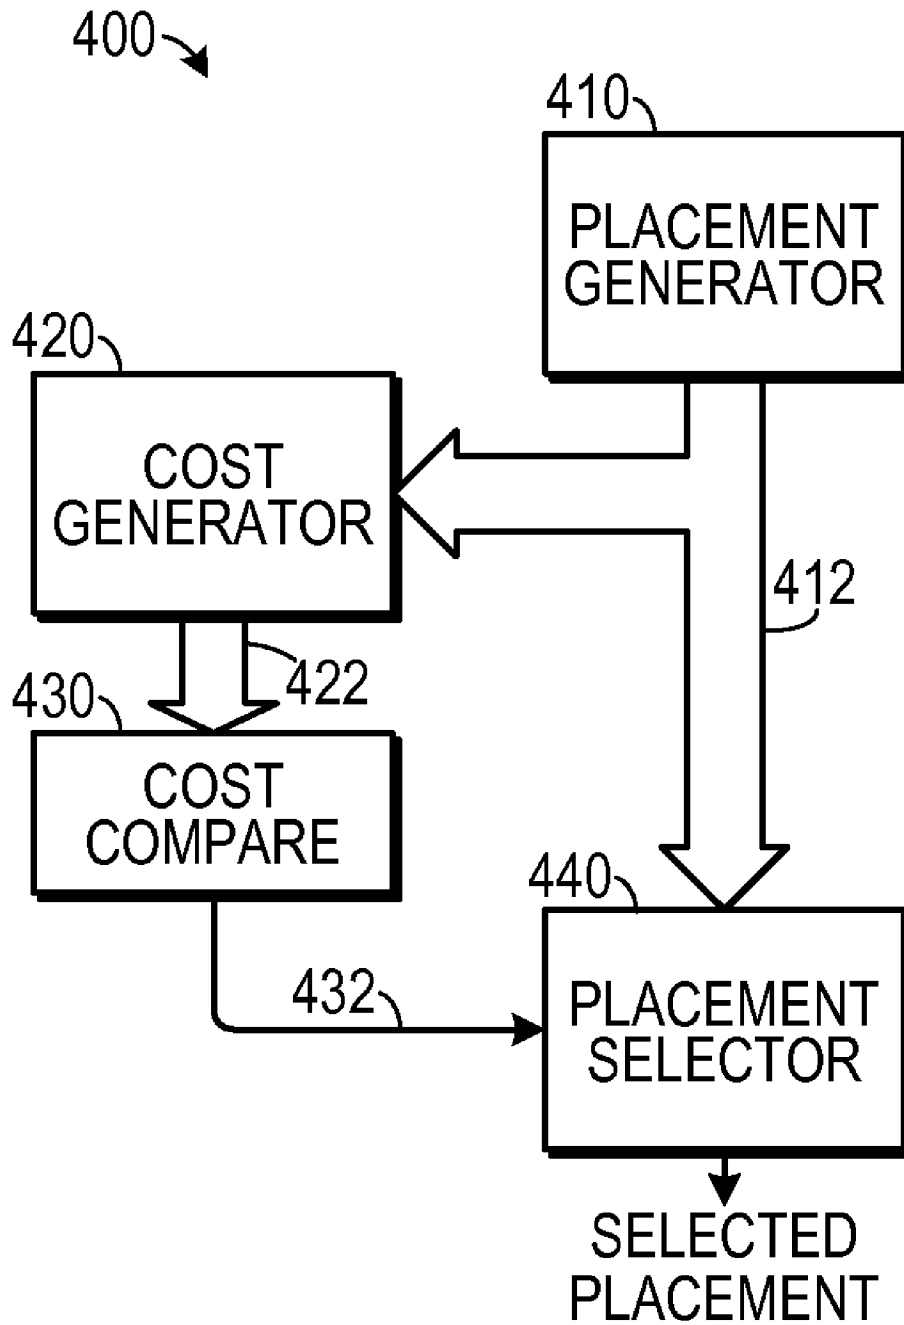 400
410
PLACEMENT
GENERATOR
420
COST
GENERATOR
412
422
430
COST
COMPARE
440
432
PLACEMENT
SELECTOR
SELECTED
PLACEMENT